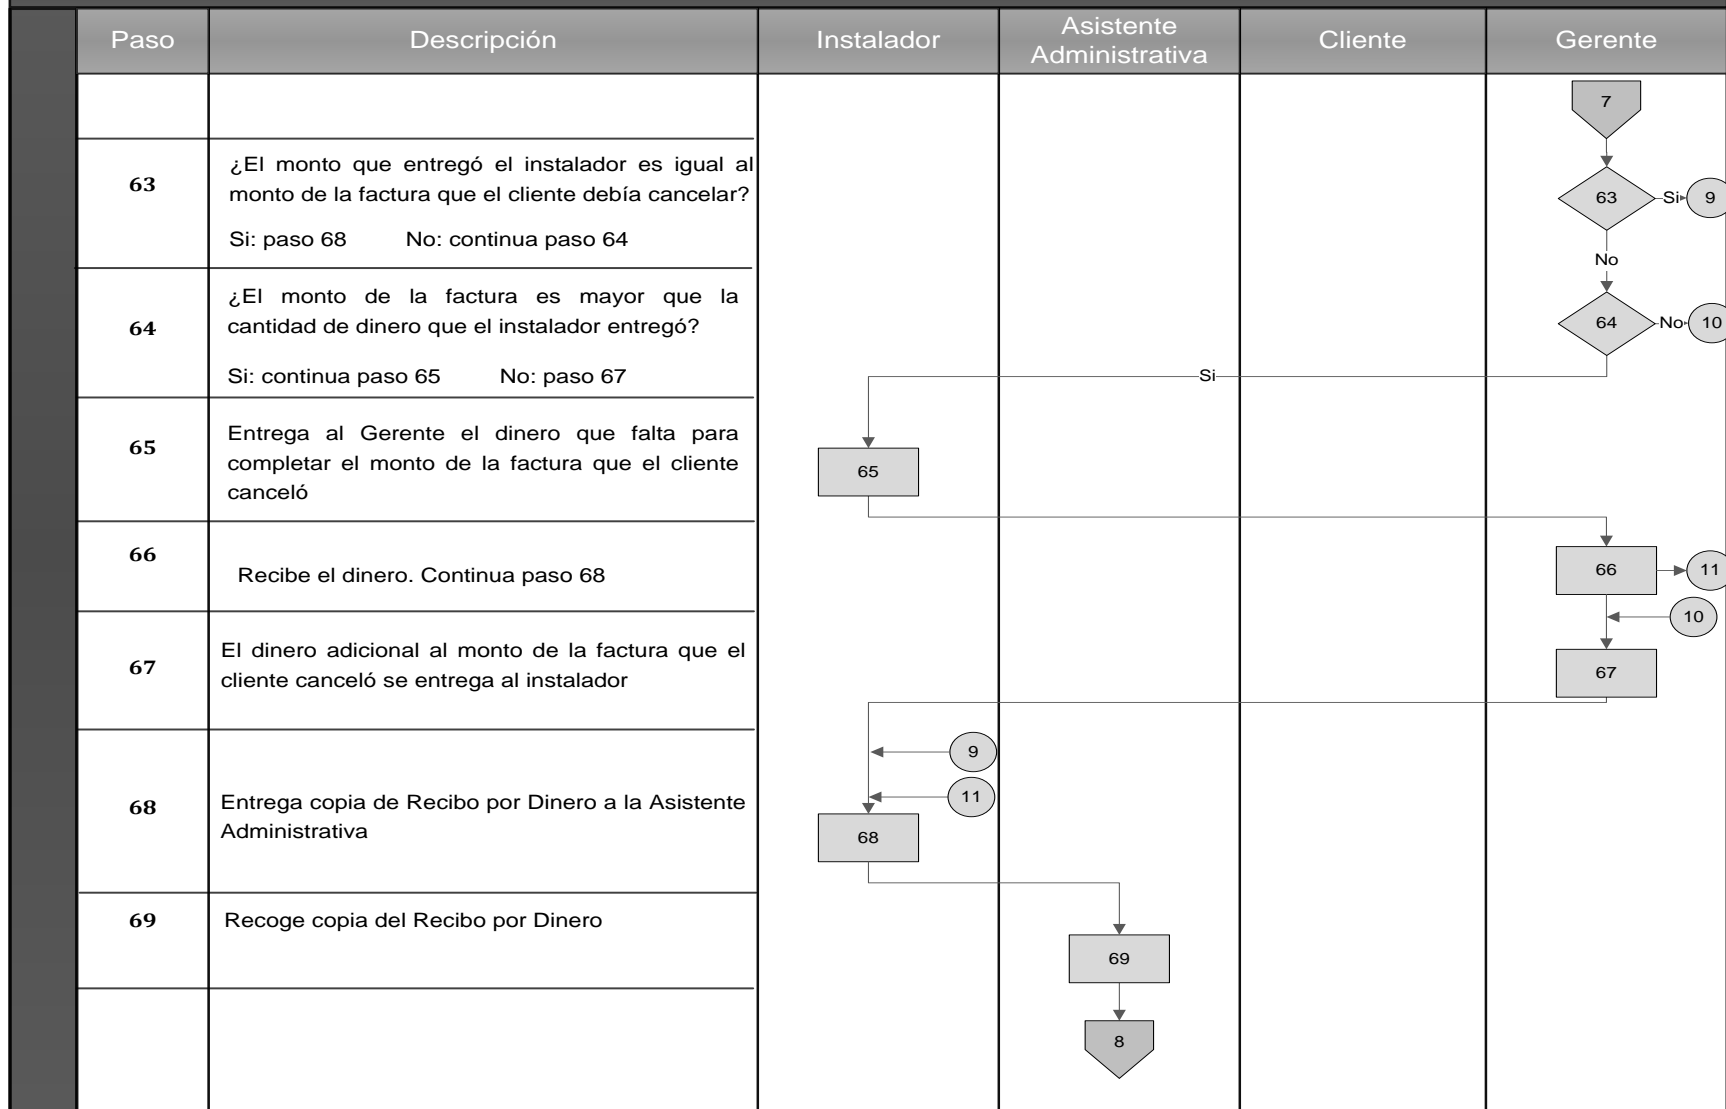 Paso
Descripción
Instalador
Asistente
Administrativa
Cliente
Gerente
7
63
¿El monto que entregó el instalador es igual al
monto de la factura que el cliente debía cancelar?
Si: paso 68 No: continua paso 64
63
Si
9
No
64
¿El monto de la factura es mayor que la
cantidad de dinero que el instalador entregó?
Si: continua paso 65 No: paso 67
64
No
10
Si
65
Entrega al Gerente el dinero que falta para
completar el monto de la factura que el cliente
canceló
65
66
Recibe el dinero. Continua paso 68
66
11
10
67
El dinero adicional al monto de la factura que el
cliente canceló se entrega al instalador
67
9
11
68
Entrega copia de Recibo por Dinero a la Asistente
Administrativa
68
69
Recoge copia del Recibo por Dinero
69
8